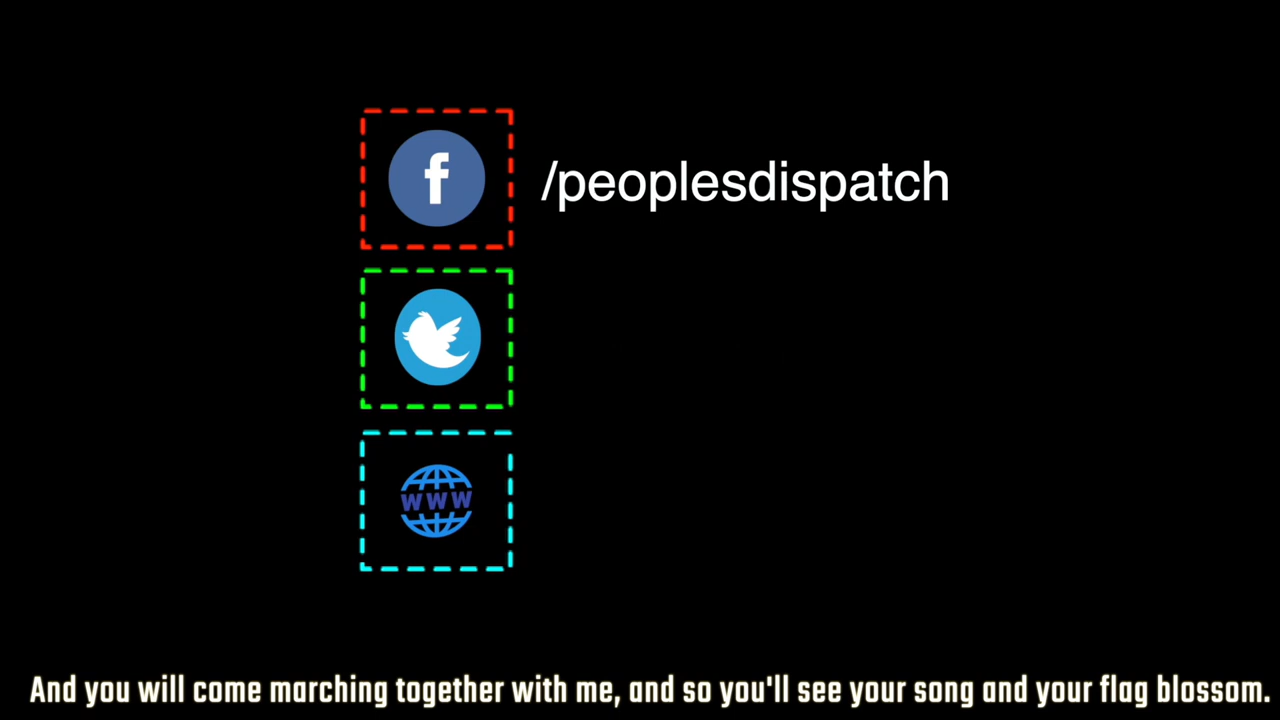 f
/peoplesdispatch
WWW
And you will come marching together with me, and so you'll see your song and your flag blossom.